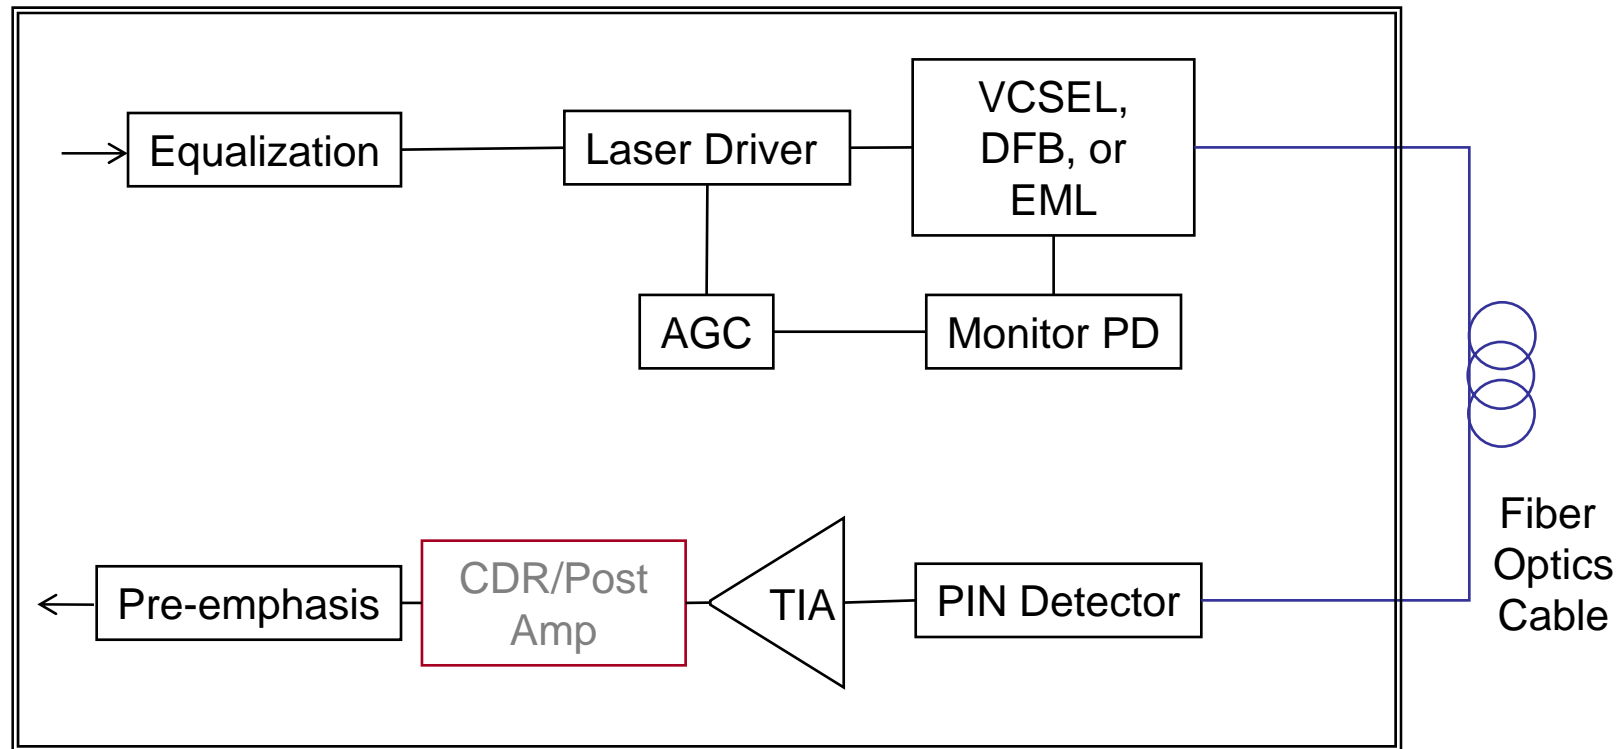 Equalization
Laser Driver
VCSEL,
DFB, or
EML
AGC
Monitor PD
Fiber
Optics
Cable
Pre-emphasis
CDR/Post
Amp
TIA
PIN Detector